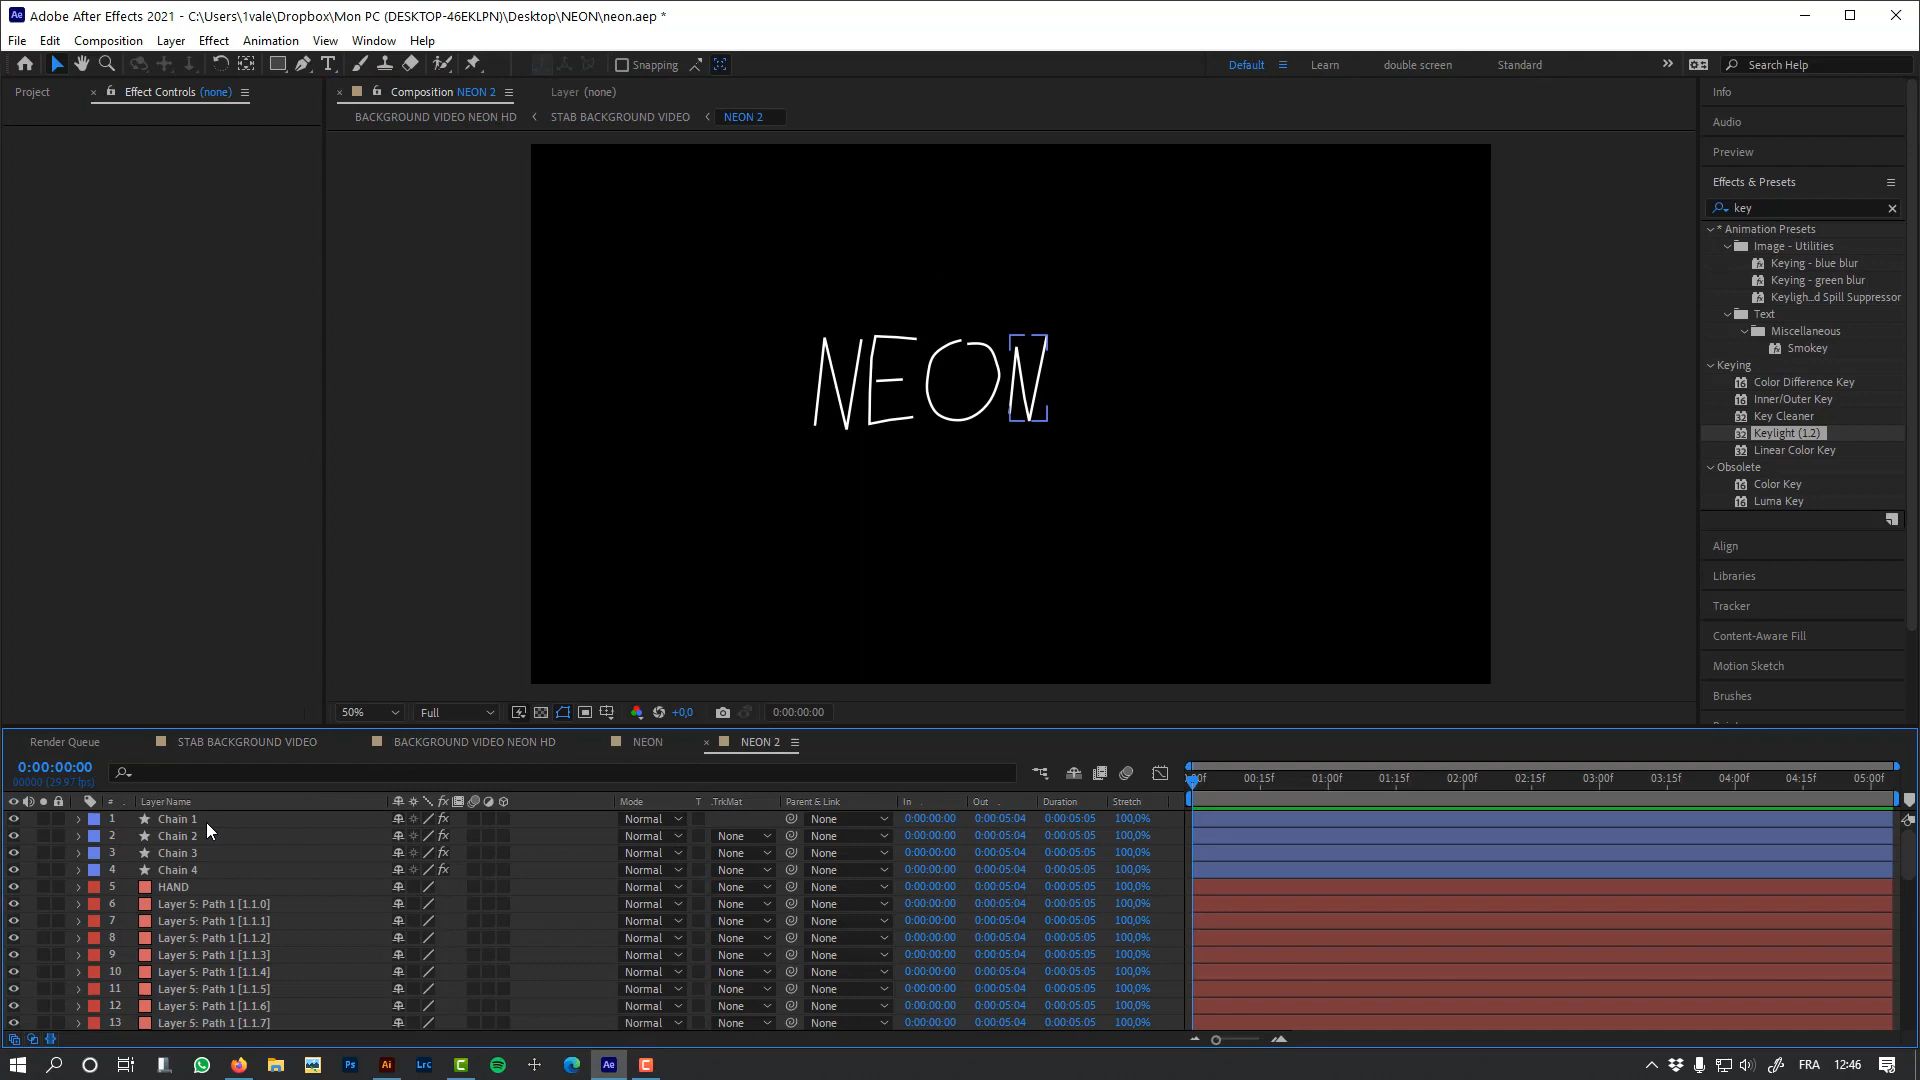 Adobe After Effects 2021 - C:\Users\1vale\Dropbox\Mon PC (DESKTOP-46EKLPN)\Desktop\NEON\neon.aep *
File Edit Composition Layer Effect Animation View Window Help
Snapping Default Learn double screen Standard Search Help
Project Effect Controls (none) Composition NEON 2 Layer (none)
BACKGROUND VIDEO NEON HD STAB BACKGROUND VIDEO NEON 2
NEON
Info
Audio
Preview
Effects & Presets
key
* Animation Presets
Image - Utilities
Keying - blue blur
Keying - green blur
Keyligh...d Spill Suppressor
Text
Miscellaneous
Smokey
Keying
Color Difference Key
Inner/Outer Key
Key Cleaner
Keylight (1.2)
Linear Color Key
Obsolete
Color Key
Luma Key
Align
Libraries
Tracker
Content-Aware Fill
Motion Sketch
Brushes
50% Full +0,0 0:00:00:00
Render Queue STAB BACKGROUND VIDEO BACKGROUND VIDEO NEON HD NEON NEON 2
0:00:00:00
00000 (29.97 fps)
:00f 00:15f 01:00f 01:15f 02:00f 02:15f 03:00f 03:15f 04:00f 04:15f 05:00f
# Layer Name Mode T .TrkMat Parent & Link In Out Duration Stretch
1 Chain 1 Normal None 0:00:00:00 0:00:05:04 0:00:05:05 100,0%
2 Chain 2 Normal None None 0:00:00:00 0:00:05:04 0:00:05:05 100,0%
3 Chain 3 Normal None None 0:00:00:00 0:00:05:04 0:00:05:05 100,0%
4 Chain 4 Normal None None 0:00:00:00 0:00:05:04 0:00:05:05 100,0%
5 HAND Normal None None 0:00:00:00 0:00:05:04 0:00:05:05 100,0%
6 Layer 5: Path 1 [1.1.0] Normal None None 0:00:00:00 0:00:05:04 0:00:05:05 100,0%
7 Layer 5: Path 1 [1.1.1] Normal None None 0:00:00:00 0:00:05:04 0:00:05:05 100,0%
8 Layer 5: Path 1 [1.1.2] Normal None None 0:00:00:00 0:00:05:04 0:00:05:05 100,0%
9 Layer 5: Path 1 [1.1.3] Normal None None 0:00:00:00 0:00:05:04 0:00:05:05 100,0%
10 Layer 5: Path 1 [1.1.4] Normal None None 0:00:00:00 0:00:05:04 0:00:05:05 100,0%
11 Layer 5: Path 1 [1.1.5] Normal None None 0:00:00:00 0:00:05:04 0:00:05:05 100,0%
12 Layer 5: Path 1 [1.1.6] Normal None None 0:00:00:00 0:00:05:04 0:00:05:05 100,0%
13 Layer 5: Path 1 [1.1.7] Normal None None 0:00:00:00 0:00:05:04 0:00:05:05 100,0%
FRA 12:46